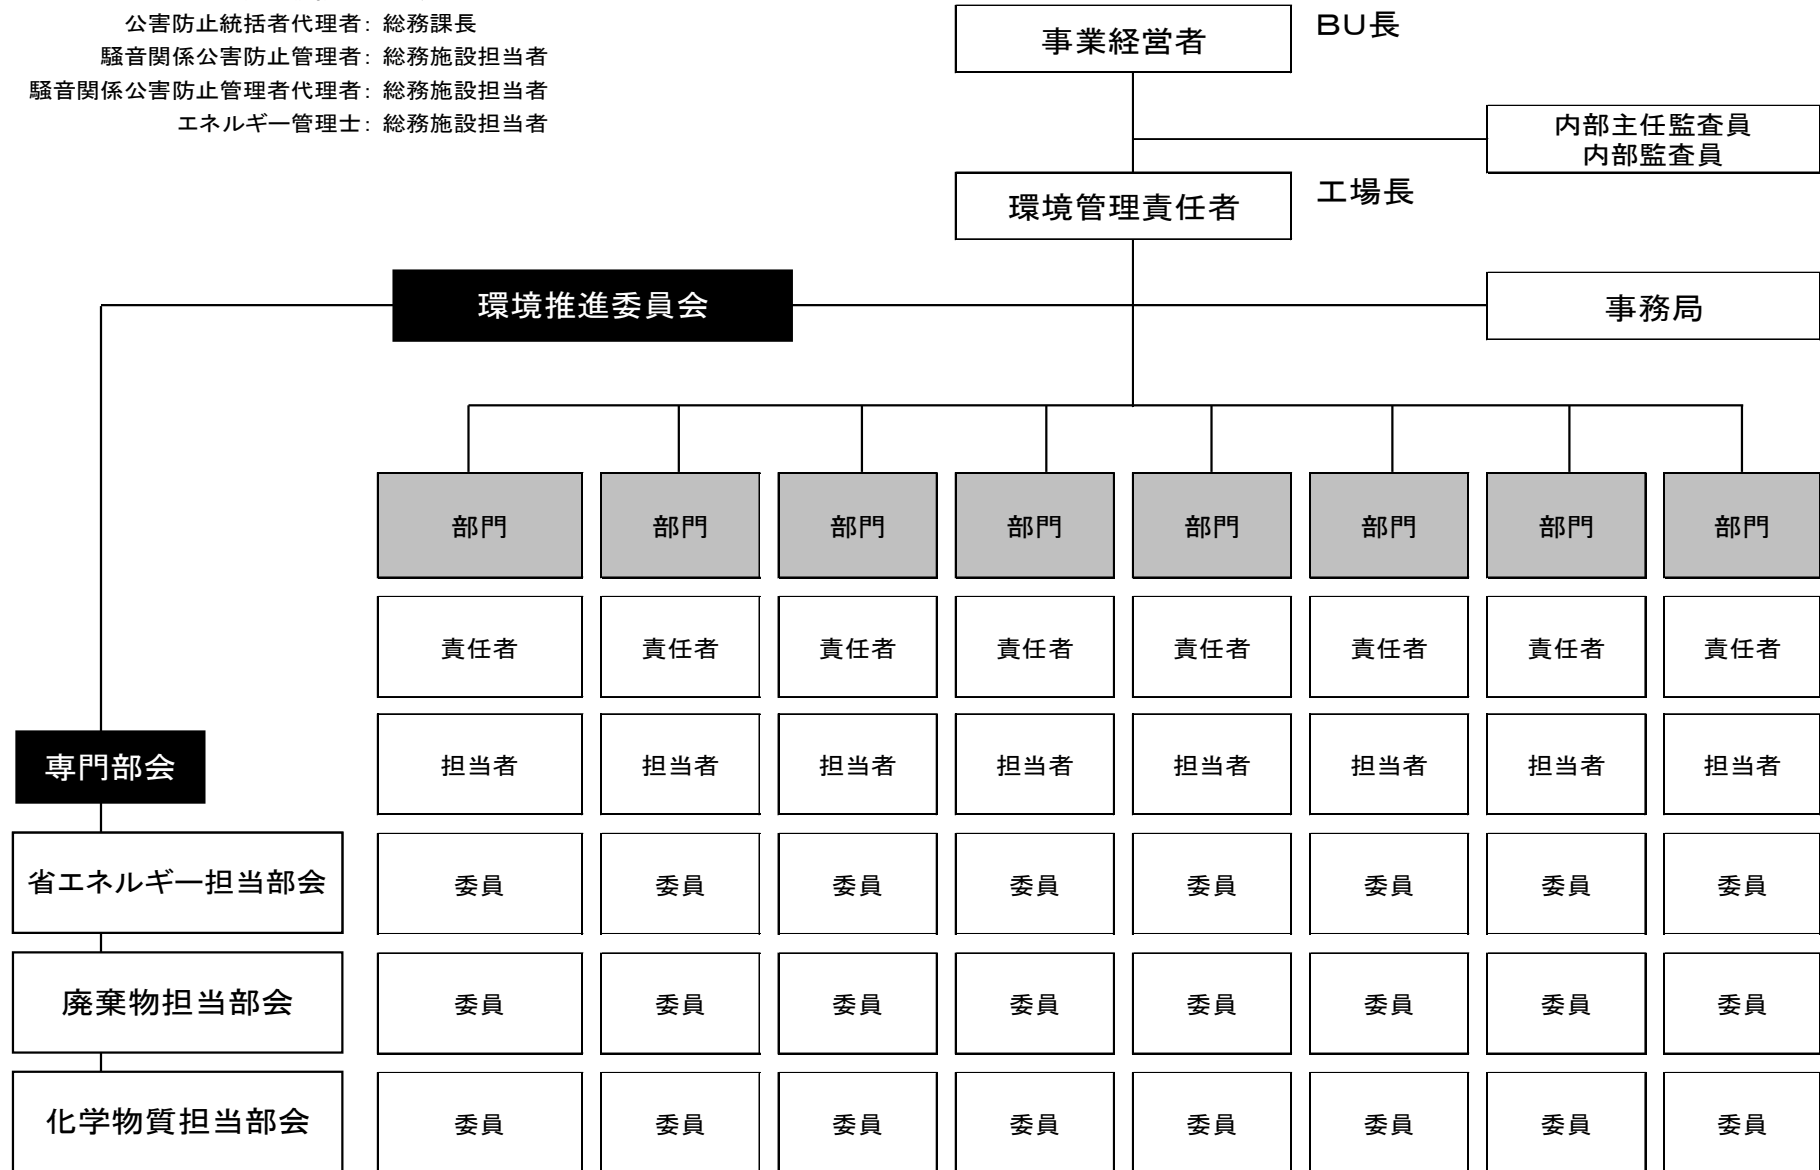 公害防止統括者代理者: 総務課長
騒音関係公害防止管理者: 総務施設担当者
騒音関係公害防止管理者代理者: 総務施設担当者
エネルギー管理士: 総務施設担当者
事業経営者 BU長
内部主任監査員
内部監査員
環境管理責任者 工場長
環境推進委員会 事務局
部門 部門 部門 部門 部門 部門 部門 部門
責任者 責任者 責任者 責任者 責任者 責任者 責任者 責任者
専門部会 担当者 担当者 担当者 担当者 担当者 担当者 担当者 担当者
省エネルギー担当部会 委員 委員 委員 委員 委員 委員 委員 委員
廃棄物担当部会 委員 委員 委員 委員 委員 委員 委員 委員
化学物質担当部会 委員 委員 委員 委員 委員 委員 委員 委員